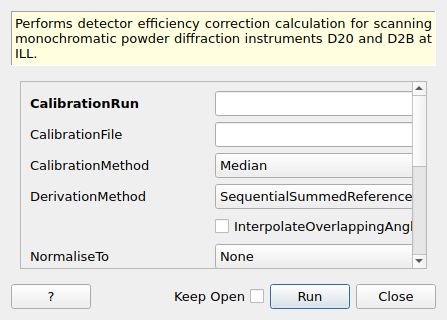 Performs detector efficiency correction calculation for scanning
monochromatic powder diffraction instruments D20 and D2B at
ILL.
CalibrationRun
CalibrationFile
CalibrationMethod Median
DerivationMethod SequentialSummedReference
InterpolateOverlappingAngl
NormaliseTo None
? Keep Open Run Close